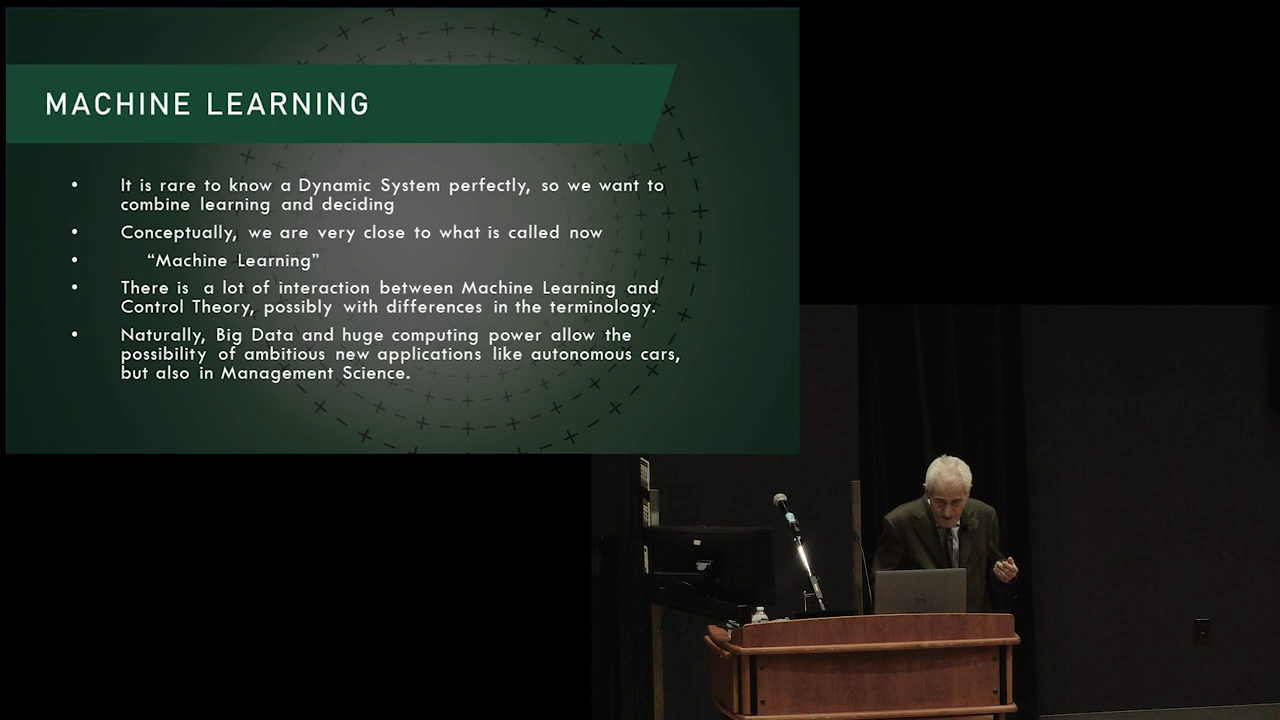 MACHINE LEARNING
• It is rare to know a Dynamic System perfectly, so we want to
combine learning and deciding
• Conceptually, we are very close to what is called now
• “Machine Learning”
• There is a lot of interaction between Machine Learning and
Control Theory, possibly with differences in the terminology.
• Naturally, Big Data and huge computing power allow the
possibility of ambitious new applications like autonomous cars,
but also in Management Science.